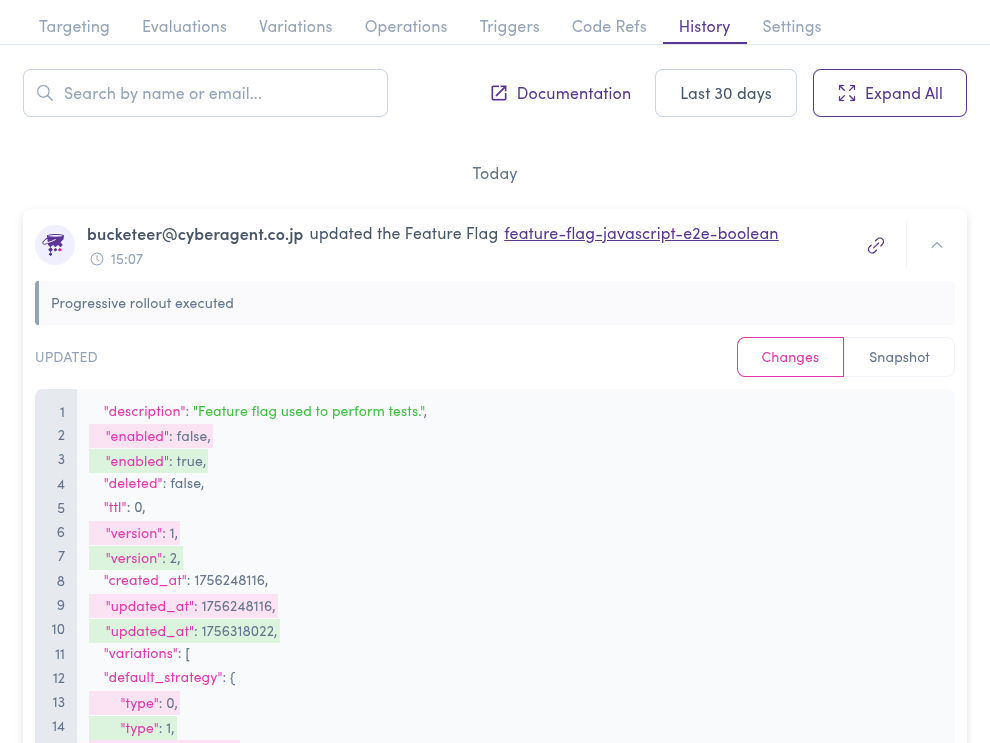 Targeting Evaluations Variations Operations Triggers Code Refs History Settings
Search by name or email... Documentation Last 30 days Expand All
Today
bucketeer@cyberagent.co.jp updated the Feature Flag feature-flag-javascript-e2e-boolean
15:07
Progressive rollout executed
UPDATED Changes Snapshot
1 "description": "Feature flag used to perform tests.",
2 "enabled": false,
3 "enabled": true,
4 "deleted": false,
5 "ttl": 0,
6 "version": 1,
7 "version": 2,
8 "created_at": 1756248116,
9 "updated_at": 1756248116,
10 "updated_at": 1756318022,
11 "variations": [
12 "default_strategy": {
13 "type": 0,
14 "type": 1,